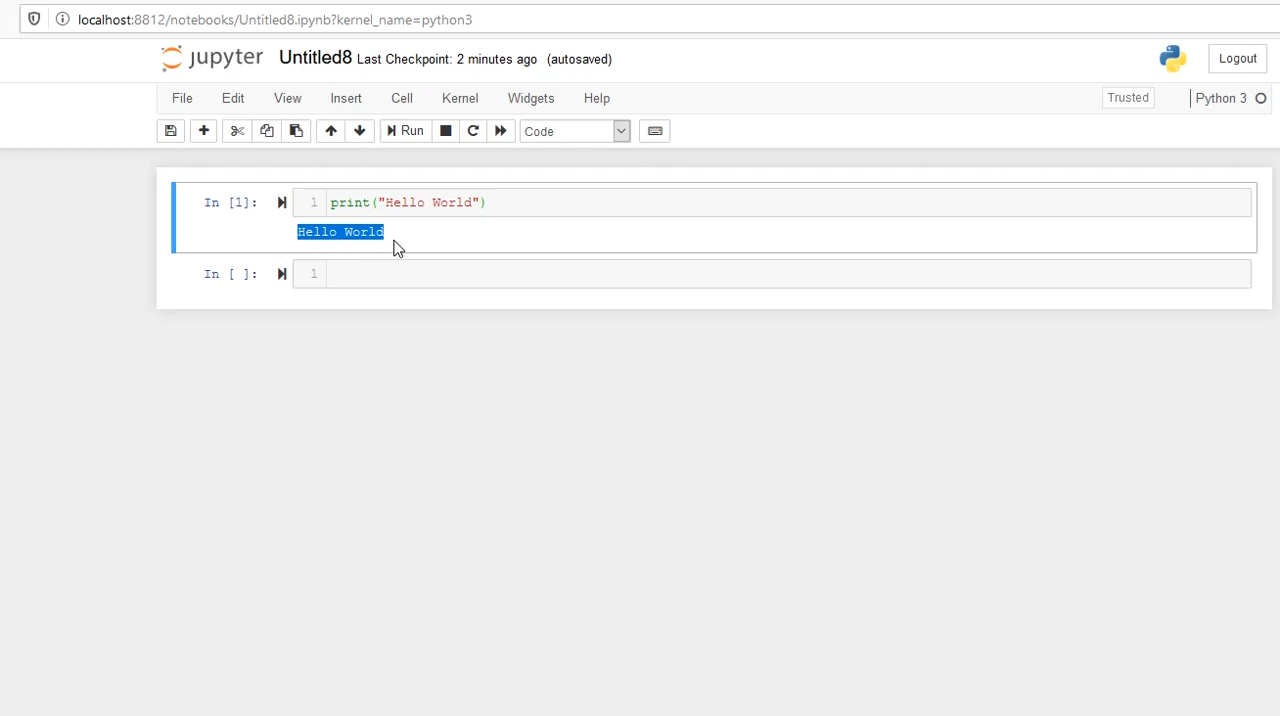 localhost:8812/notebooks/Untitled8.ipynb?kernel_name=python3
jupyter Untitled8 Last Checkpoint: 2 minutes ago (autosaved) Logout
File Edit View Insert Cell Kernel Widgets Help Trusted Python 3
Run Code
In [1]: 1 print("Hello World")
Hello World
In [ ]: 1